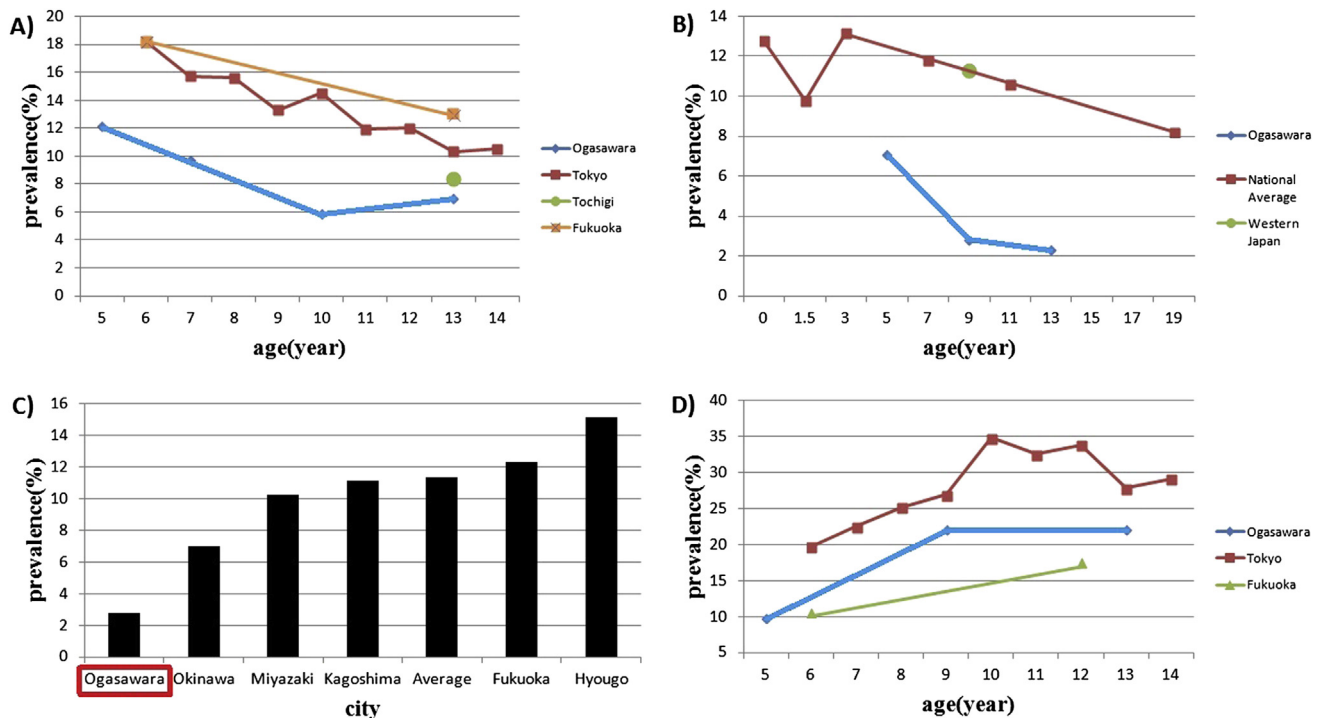 A)
prevalence(%)
20
18
16
14
12
10
8
6
4
2
0
5 6 7 8 9 10 11 12 13 14
age(year)
Ogasawara
Tokyo
Tochigi
Fukuoka
B)
prevalence(%)
14
12
10
8
6
4
2
0
0 1.5 3 5 7 9 11 13 15 17 19
age(year)
Ogasawara
National
Average
Western
Japan
C)
prevalence(%)
16
14
12
10
8
6
4
2
0
Ogasawara Okinawa Miyazaki Kagoshima Average Fukuoka Hyougo
city
D)
prevalence(%)
40
35
30
25
20
15
10
5
5 6 7 8 9 10 11 12 13 14
age(year)
Ogasawara
Tokyo
Fukuoka